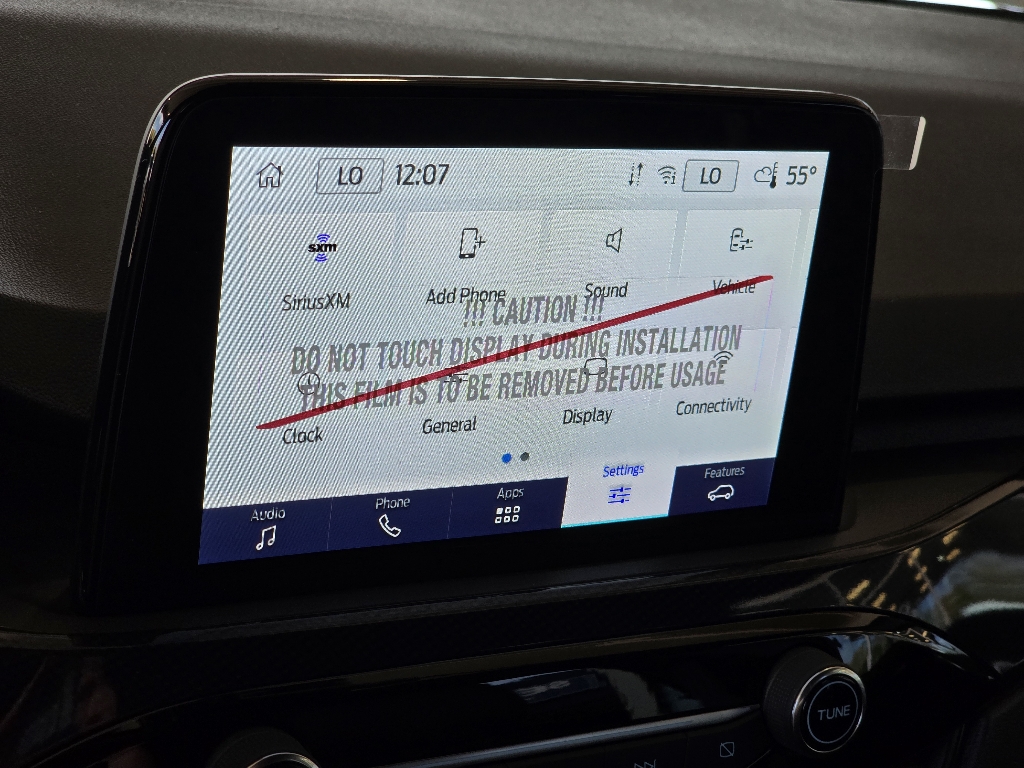 LO 12:07 LO 55°
sxm
SiriusXM Add Phone Sound Vehicle
!!! CAUTION !!!
DO NOT TOUCH DISPLAY DURING INSTALLATION
THIS FILM IS TO BE REMOVED BEFORE USAGE
Clock General Display Connectivity
Audio Phone Apps Settings Features
TUNE